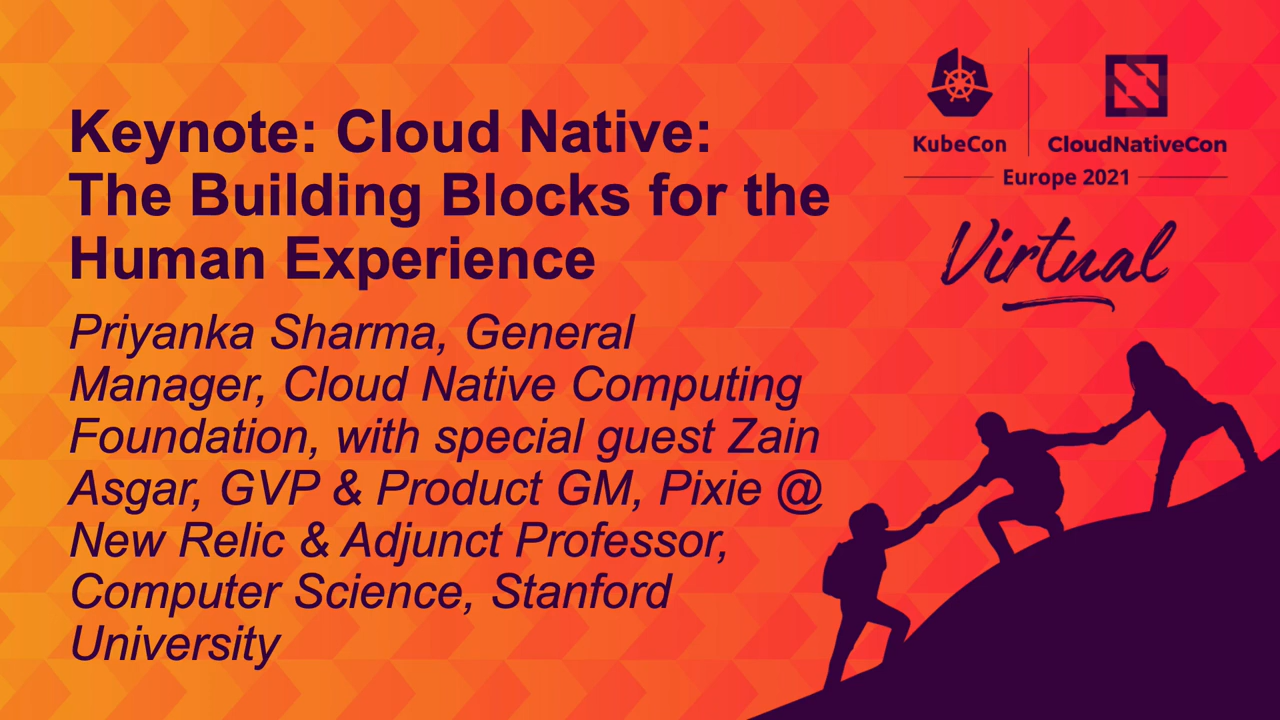 Keynote: Cloud Native:
The Building Blocks for the
Human Experience
Priyanka Sharma, General
Manager, Cloud Native Computing
Foundation, with special guest Zain
Asgar, GVP & Product GM, Pixie @
New Relic & Adjunct Professor,
Computer Science, Stanford
University
KubeCon
CloudNativeCon
Europe 2021
Virtual